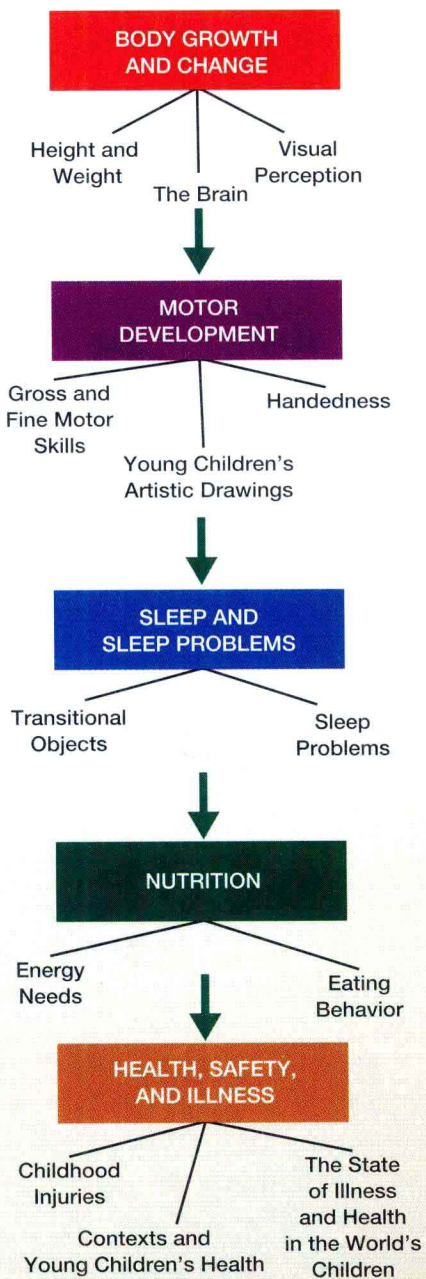 BODY GROWTH
AND CHANGE
Height and
Weight
The Brain
Visual
Perception
MOTOR
DEVELOPMENT
Gross and
Fine Motor
Skills
Young Children's
Artistic Drawings
Handedness
SLEEP AND
SLEEP PROBLEMS
Transitional
Objects
Sleep
Problems
NUTRITION
Energy
Needs
Eating
Behavior
HEALTH, SAFETY,
AND ILLNESS
Childhood
Injuries
Contexts and
Young Children's Health
The State
of Illness
and Health
in the World's
Children